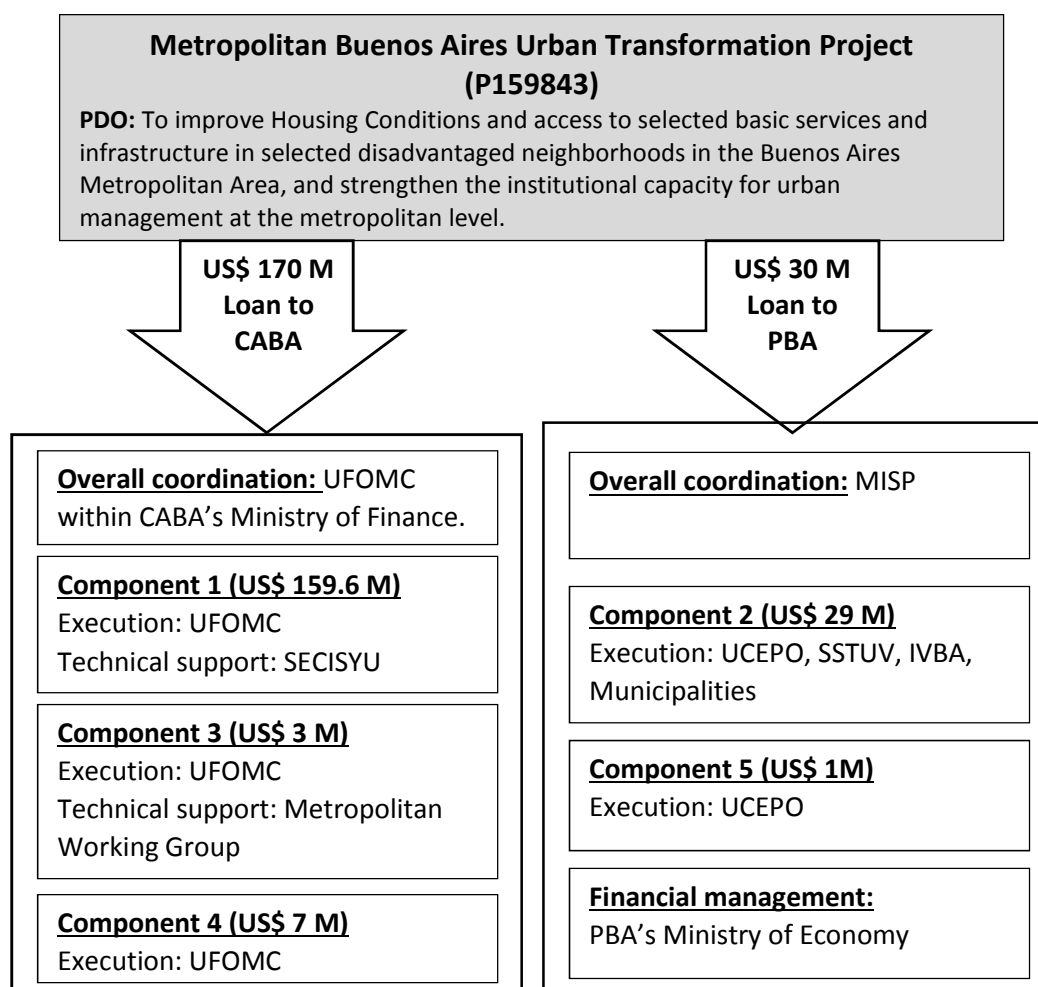 Metropolitan Buenos Aires Urban Transformation Project
(P159843)
PDO: To improve Housing Conditions and access to selected basic services and
infrastructure in selected disadvantaged neighborhoods in the Buenos Aires
Metropolitan Area, and strengthen the institutional capacity for urban
management at the metropolitan level.
US$ 170 M
Loan to
CABA
US$ 30 M
Loan to
PBA
Overall coordination: UFOMC
within CABA’s Ministry of Finance.
Component 1 (US$ 159.6 M)
Execution: UFOMC
Technical support: SECISYU
Component 3 (US$ 3 M)
Execution: UFOMC
Technical support: Metropolitan
Working Group
Component 4 (US$ 7 M)
Execution: UFOMC
Overall coordination: MISP
Component 2 (US$ 29 M)
Execution: UCEPO, SSTUV, IVBA,
Municipalities
Component 5 (US$ 1M)
Execution: UCEPO
Financial management:
PBA’s Ministry of Economy